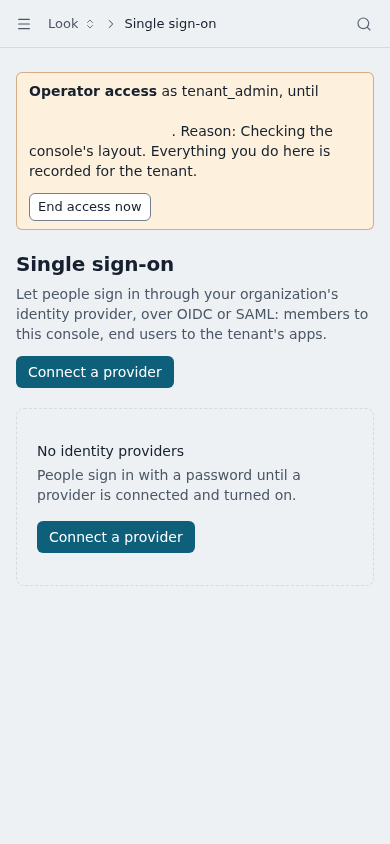 Look
Single sign-on
Operator access as tenant_admin, until
. Reason: Checking the
console's layout. Everything you do here is
recorded for the tenant.
End access now
Single sign-on
Let people sign in through your organization's
identity provider, over OIDC or SAML: members to
this console, end users to the tenant's apps.
Connect a provider
No identity providers
People sign in with a password until a
provider is connected and turned on.
Connect a provider